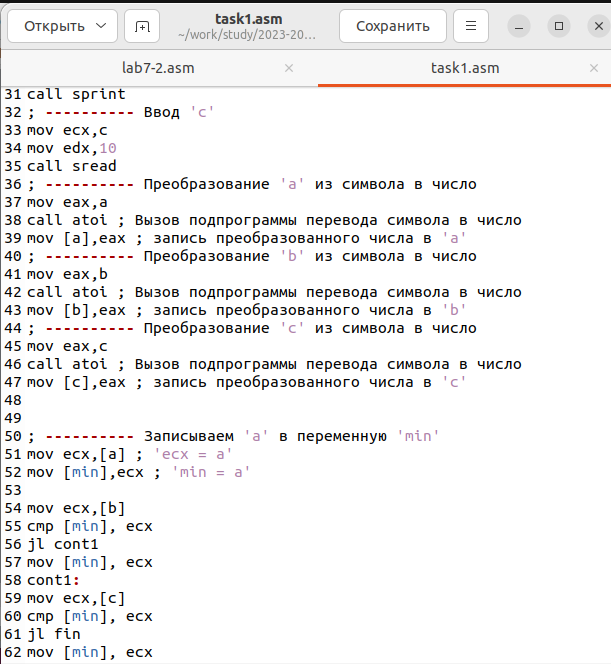 Открыть
task1.asm
~/work/study/2023-20...
Сохранить
lab7-2.asm
task1.asm
31 call sprint
32 ; ---------- Ввод 'c'
33 mov ecx,c
34 mov edx,10
35 call sread
36 ; ---------- Преобразование 'a' из символа в число
37 mov eax,a
38 call atoi ; Вызов подпрограммы перевода символа в число
39 mov [a],eax ; запись преобразованного числа в 'a'
40 ; ---------- Преобразование 'b' из символа в число
41 mov eax,b
42 call atoi ; Вызов подпрограммы перевода символа в число
43 mov [b],eax ; запись преобразованного числа в 'b'
44 ; ---------- Преобразование 'c' из символа в число
45 mov eax,c
46 call atoi ; Вызов подпрограммы перевода символа в число
47 mov [c],eax ; запись преобразованного числа в 'c'
48
49
50 ; ---------- Записываем 'a' в переменную 'min'
51 mov ecx,[a] ; 'ecx = a'
52 mov [min],ecx ; 'min = a'
53
54 mov ecx,[b]
55 cmp [min], ecx
56 jl cont1
57 mov [min], ecx
58 cont1:
59 mov ecx,[c]
60 cmp [min], ecx
61 jl fin
62 mov [min], ecx